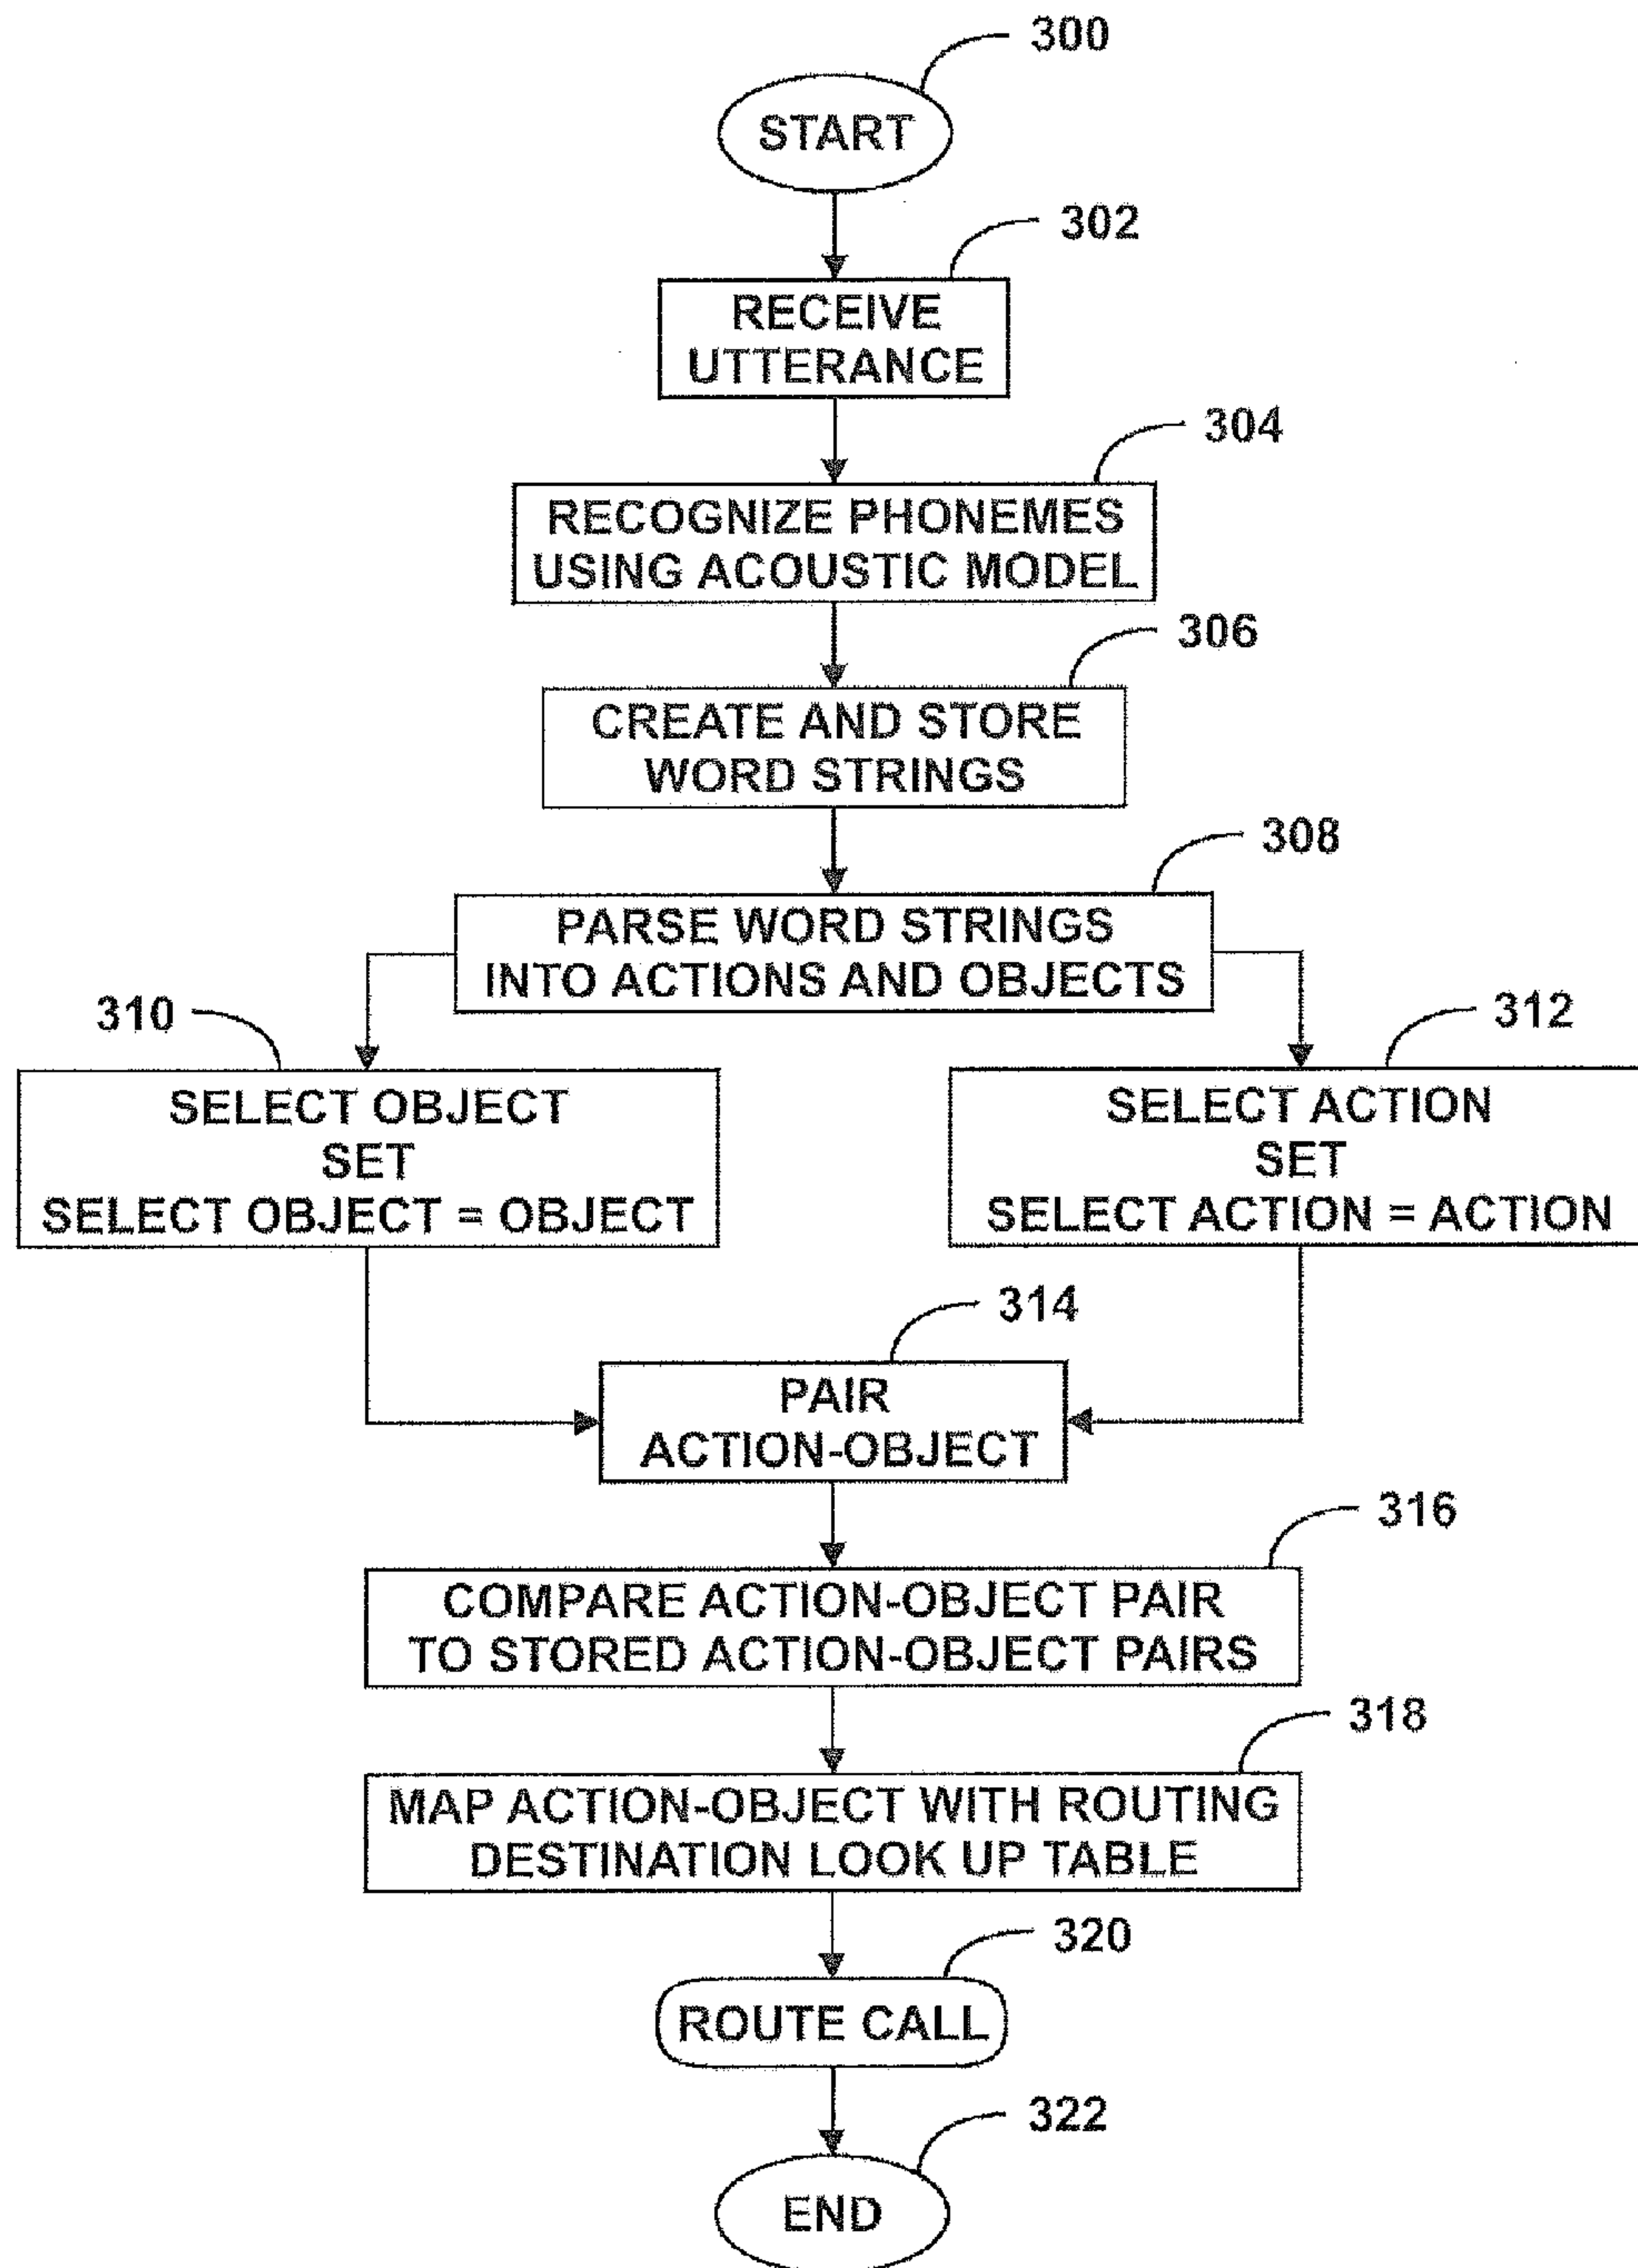 300
START
302
RECEIVE
UTTERANCE
304
RECOGNIZE PHONEMES
USING ACOUSTIC MODEL
306
CREATE AND STORE
WORD STRINGS
308
PARSE WORD STRINGS
INTO ACTIONS AND OBJECTS
310
SELECT OBJECT
SET
SELECT OBJECT = OBJECT
312
SELECT ACTION
SET
SELECT ACTION = ACTION
314
PAIR
ACTION-OBJECT
316
COMPARE ACTION-OBJECT PAIR
TO STORED ACTION-OBJECT PAIRS
318
MAP ACTION-OBJECT WITH ROUTING
DESTINATION LOOK UP TABLE
320
ROUTE CALL
322
END